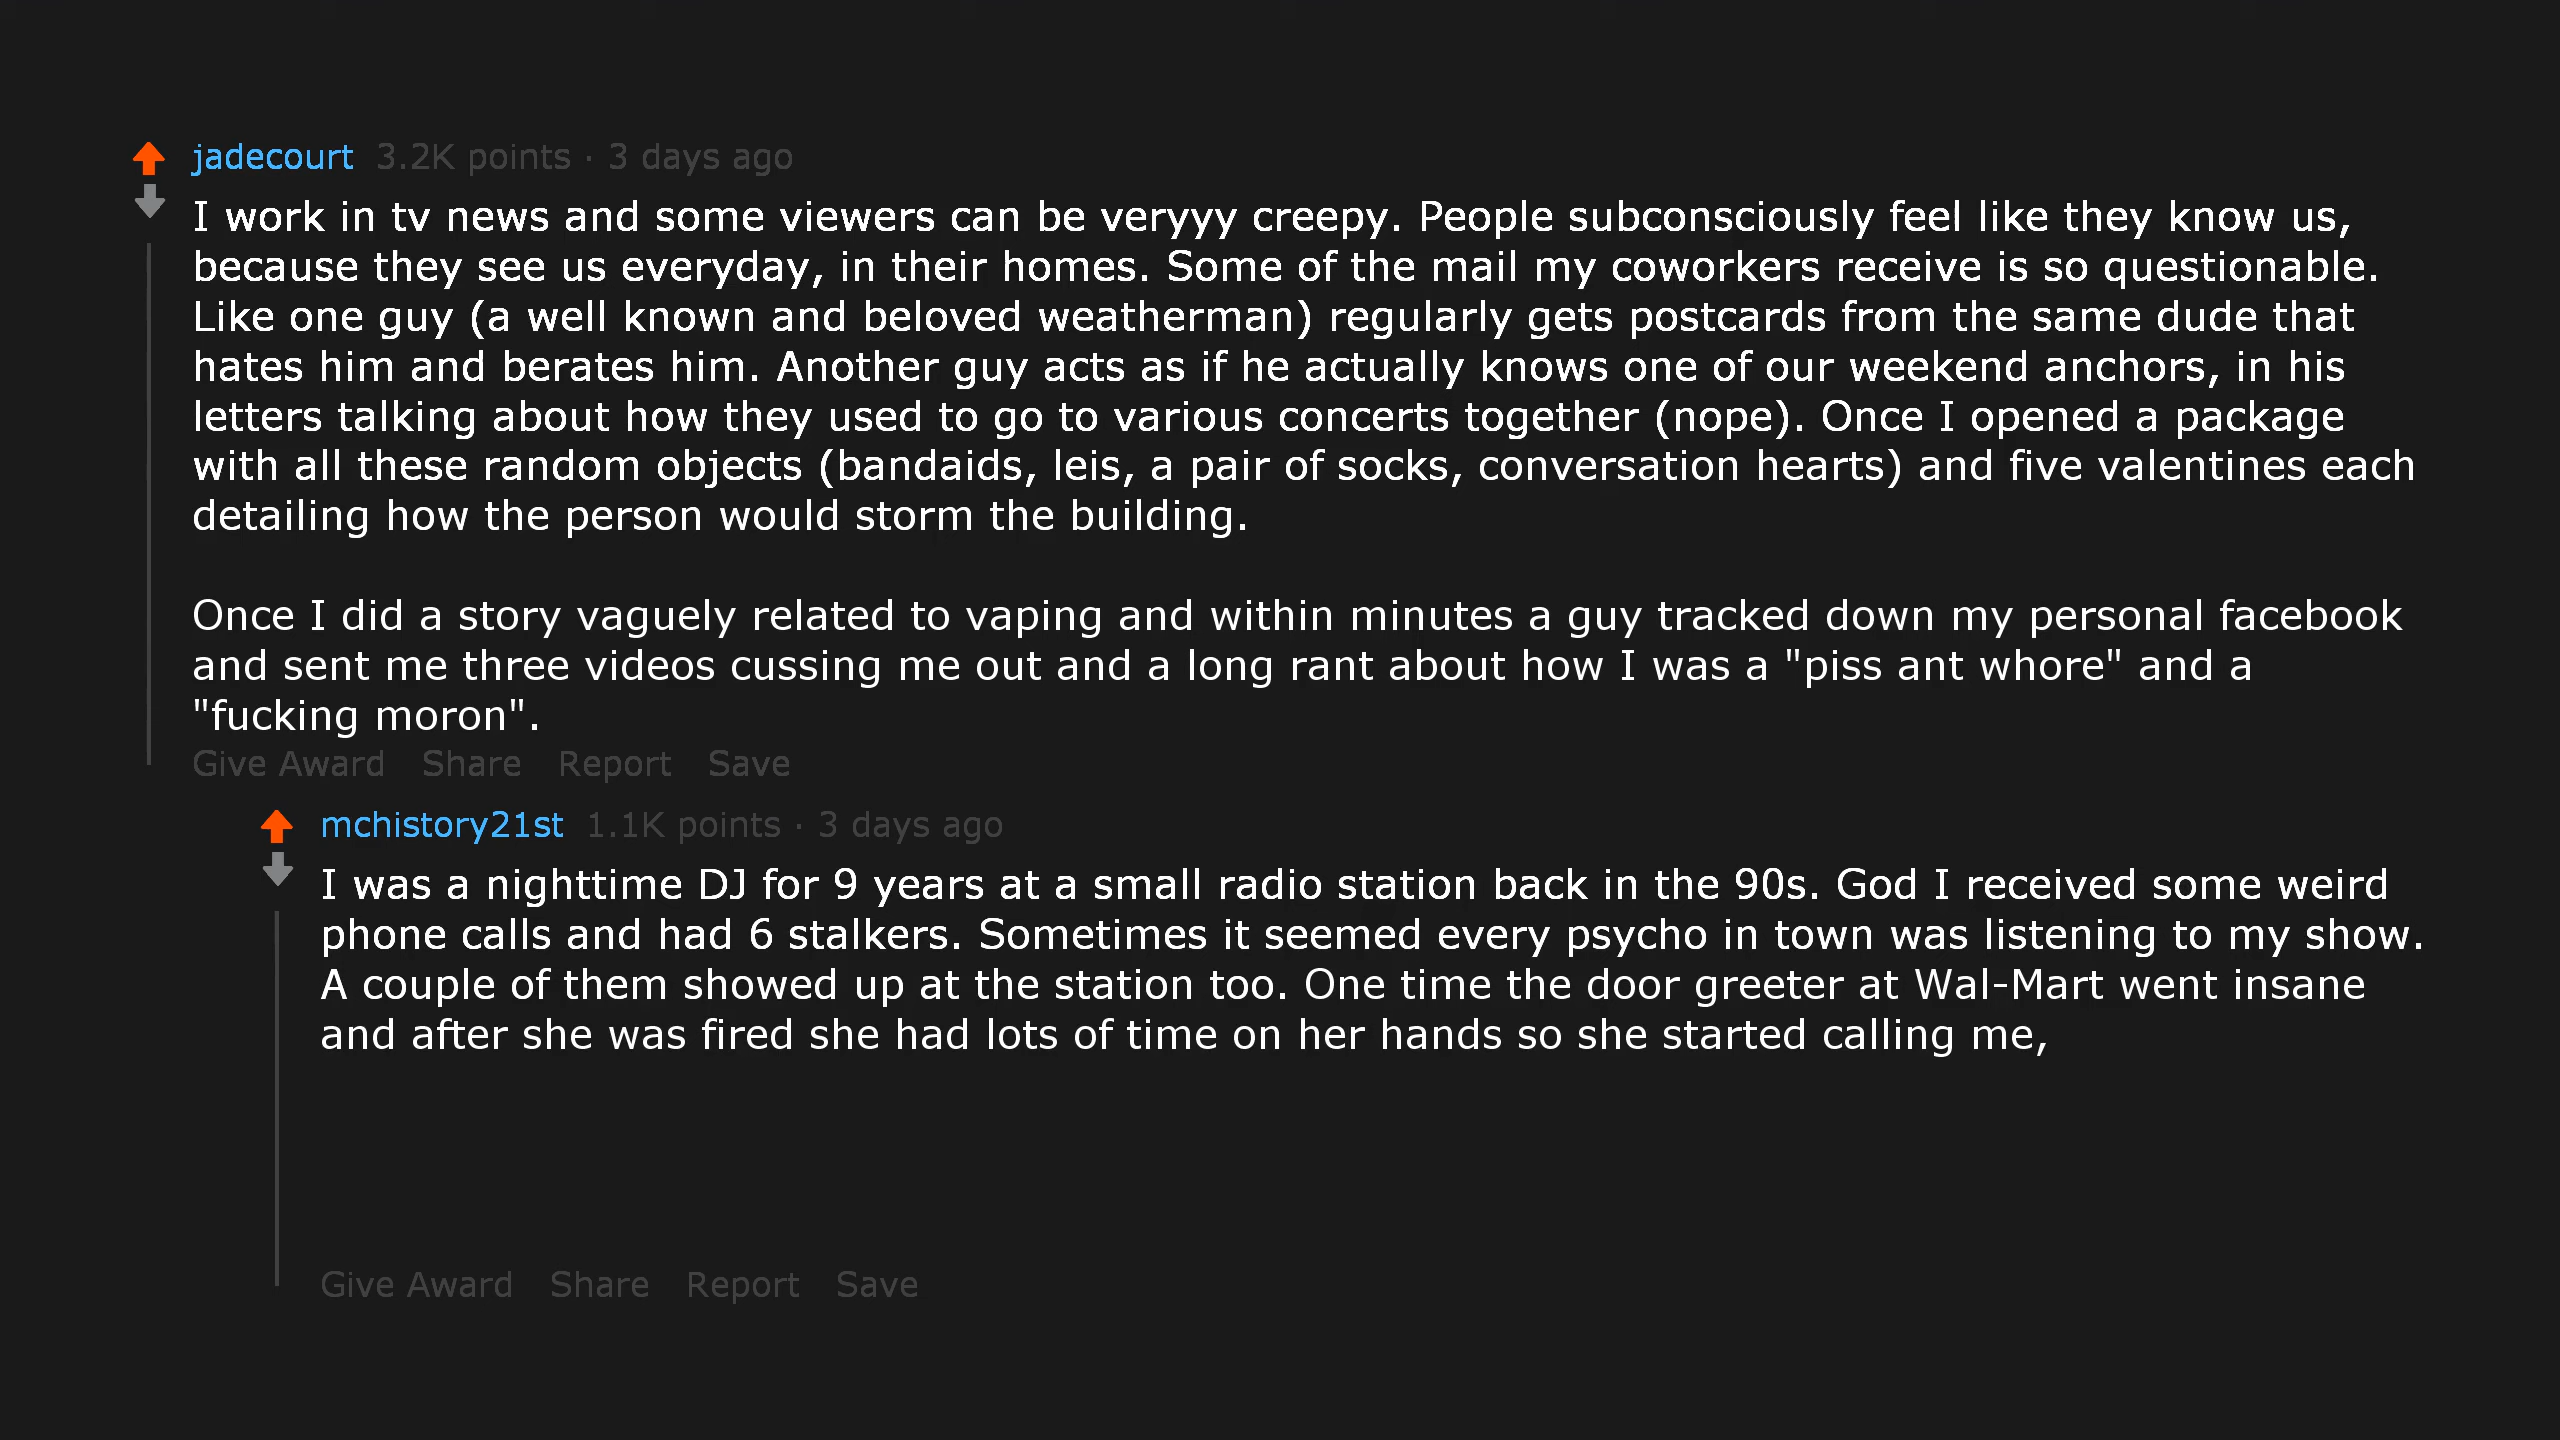 jadecourt 3.2K points · 3 days ago
I work in tv news and some viewers can be veryyy creepy. People subconsciously feel like they know us,
because they see us everyday, in their homes. Some of the mail my coworkers receive is so questionable.
Like one guy (a well known and beloved weatherman) regularly gets postcards from the same dude that
hates him and berates him. Another guy acts as if he actually knows one of our weekend anchors, in his
letters talking about how they used to go to various concerts together (nope). Once I opened a package
with all these random objects (bandaids, leis, a pair of socks, conversation hearts) and five valentines each
detailing how the person would storm the building.
Once I did a story vaguely related to vaping and within minutes a guy tracked down my personal facebook
and sent me three videos cussing me out and a long rant about how I was a "piss ant whore" and a
"fucking moron".
Give Award Share Report Save
mchistory21st 1.1K points · 3 days ago
I was a nighttime DJ for 9 years at a small radio station back in the 90s. God I received some weird
phone calls and had 6 stalkers. Sometimes it seemed every psycho in town was listening to my show.
A couple of them showed up at the station too. One time the door greeter at Wal-Mart went insane
and after she was fired she had lots of time on her hands so she started calling me,
Give Award Share Report Save